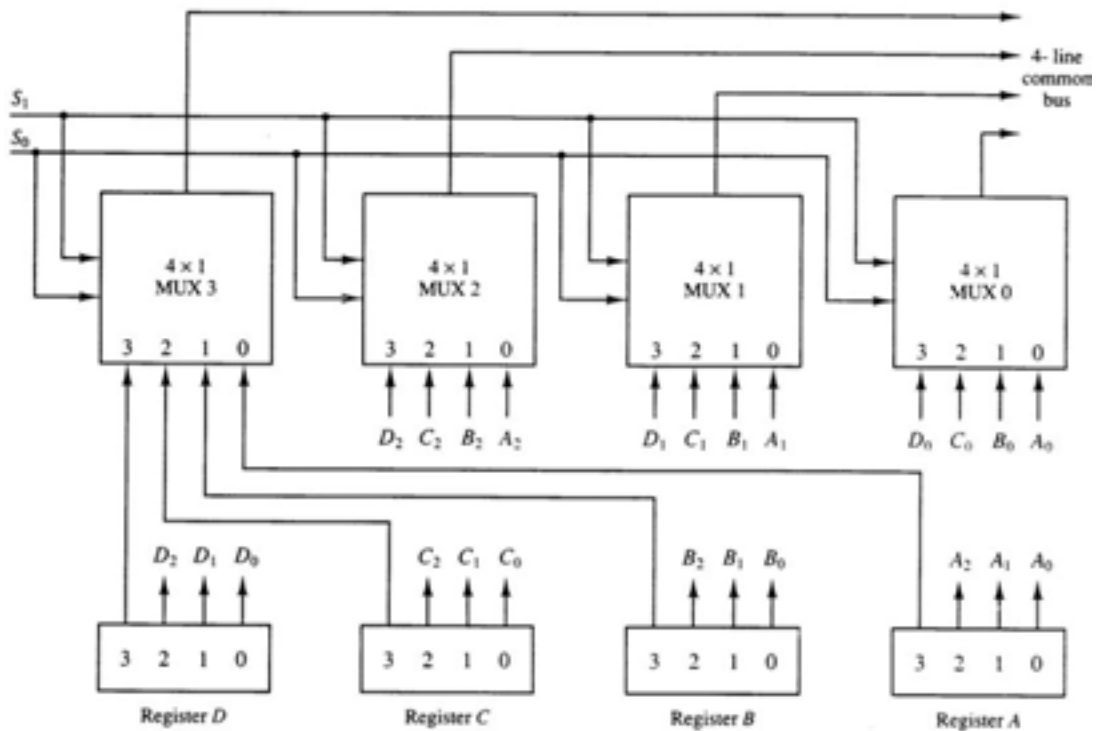 4- line
common
bus
S₁
S₀
4 × 1
MUX 3
3 2 1 0
4 × 1
MUX 2
3 2 1 0
4 × 1
MUX 1
3 2 1 0
4 × 1
MUX 0
3 2 1 0
D₂ C₂ B₂ A₂
D₁ C₁ B₁ A₁
D₀ C₀ B₀ A₀
D₂ D₁ D₀
C₂ C₁ C₀
B₂ B₁ B₀
A₂ A₁ A₀
3 2 1 0
3 2 1 0
3 2 1 0
3 2 1 0
Register D
Register C
Register B
Register A